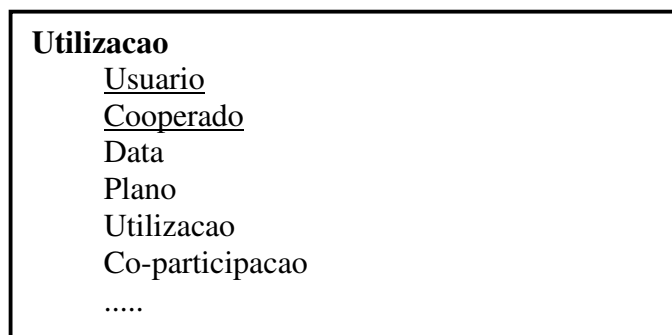 Utilizacao
Usuario
Cooperado
Data
Plano
Utilizacao
Co-participacao
.....